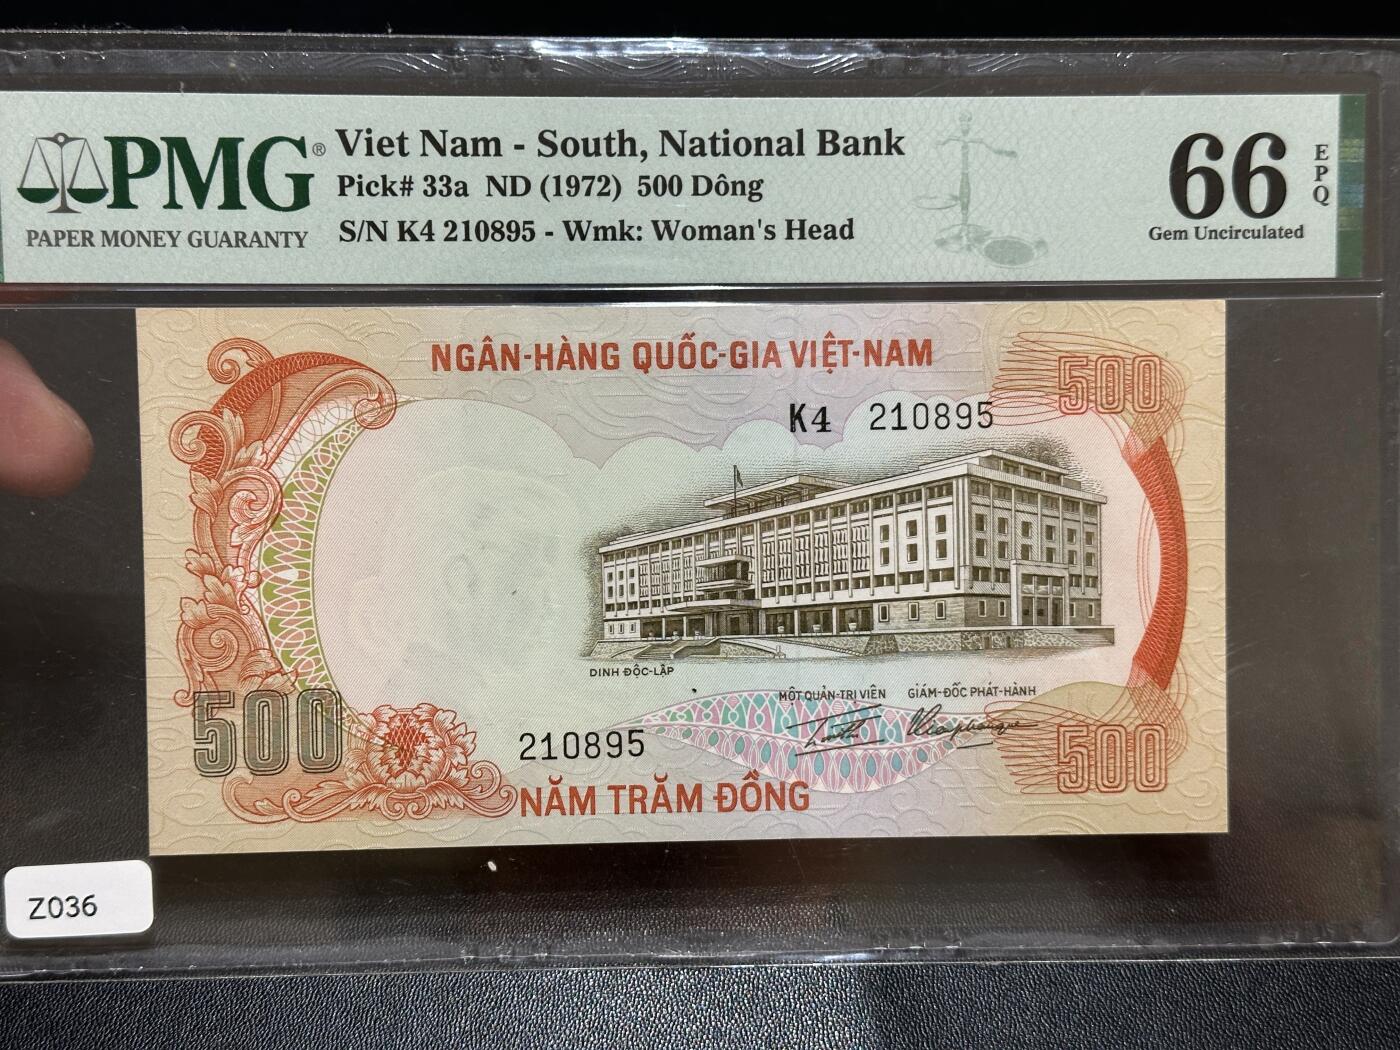 PMG®
PAPER MONEY GUARANTY
Viet Nam - South, National Bank
Pick# 33a ND (1972) 500 Dông
S/N K4 210895 - Wmk: Woman's Head
66
EPQ
Gem Uncirculated
NGÂN-HÀNG QUỐC-GIA VIỆT-NAM
500
K4 210895
DINH ĐỘC-LẬP
MỘT QUẢN-TRỊ VIÊN GIÁM-ĐỐC PHÁT-HÀNH
500
210895
500
NĂM TRĂM ĐỒNG
Z036